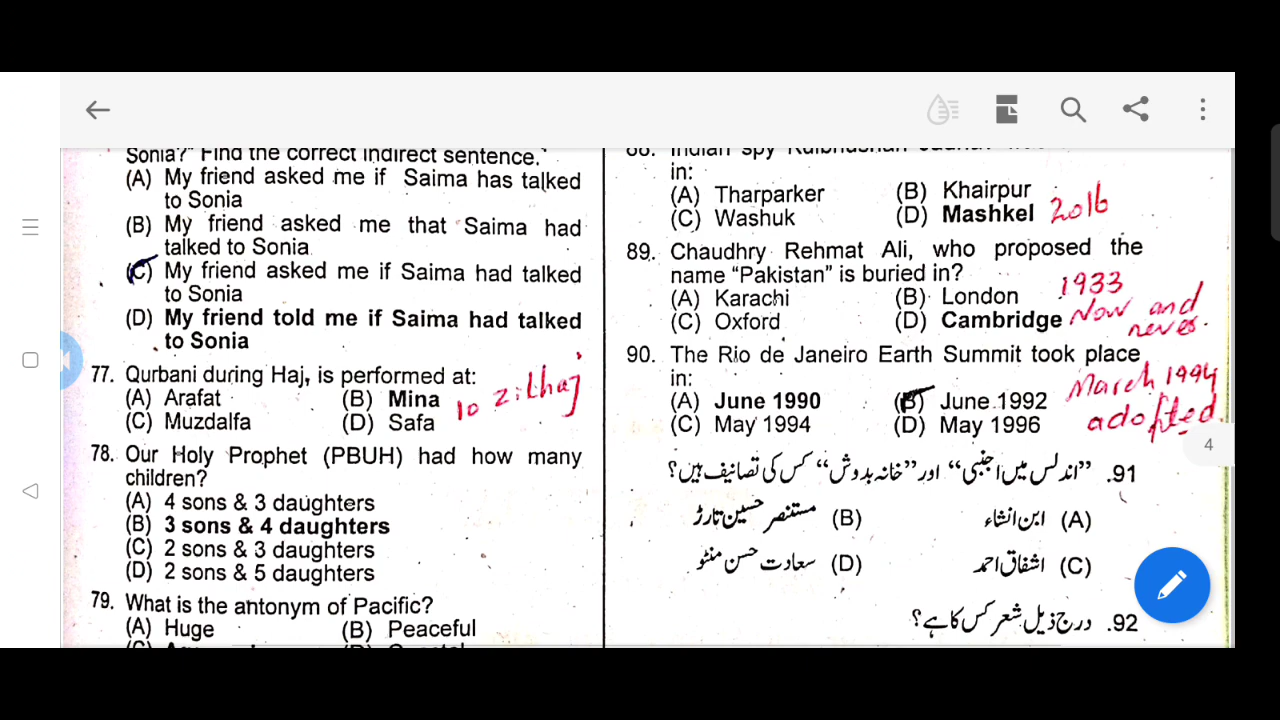 Sonia?" Find the correct indirect sentence.
(A) My friend asked me if Saima has talked
to Sonia
(B) My friend asked me that Saima had
talked to Sonia
(C) My friend asked me if Saima had talked
to Sonia
(D) My friend told me if Saima had talked
to Sonia
77. Qurbani during Haj, is performed at:
(A) Arafat (B) Mina
(C) Muzdalfa (D) Safa
10 zilhaj
78. Our Holy Prophet (PBUH) had how many
children?
(A) 4 sons & 3 daughters
(B) 3 sons & 4 daughters
(C) 2 sons & 3 daughters
(D) 2 sons & 5 daughters
79. What is the antonym of Pacific?
(A) Huge (B) Peaceful
88. Indian spy Kulbhushan Jadhav
in:
(A) Tharparker (B) Khairpur
(C) Washuk (D) Mashkel 2016
89. Chaudhry Rehmat Ali, who proposed the
name "Pakistan" is buried in?
(A) Karachi (B) London 1933
(C) Oxford (D) Cambridge Now and
never.
90. The Rio de Janeiro Earth Summit took place
in:
(A) June 1990 (B) June 1992 March 1994
(C) May 1994 (D) May 1996 adopted
91. "اندلس میں اجنبی" اور "خانہ بدوش" کس کی تصانیف ہیں؟
(A) ابن انشاء (B) مستنصر حسین تارڑ
(C) اشفاق احمد (D) سعادت حسن منٹو
92. درج ذیل شعر کس کا ہے؟
4